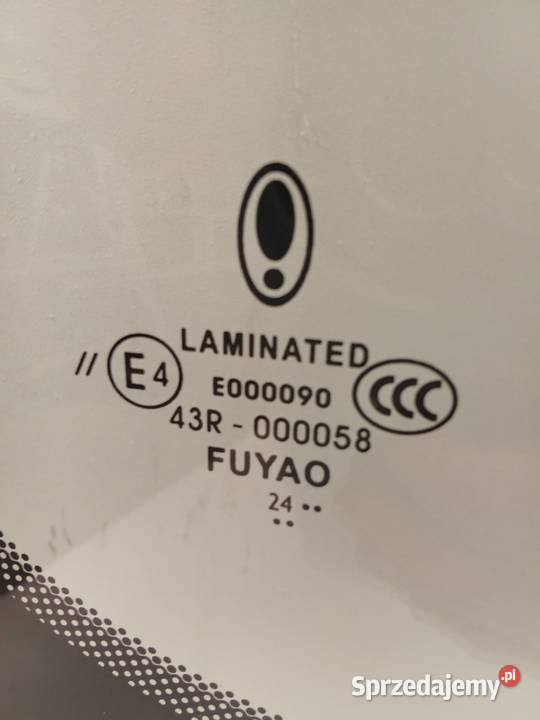 LAMINATED
// E4 E000090 CCC
43R - 000058
FUYAO
24 ••
••
Sprzedajemy.pl